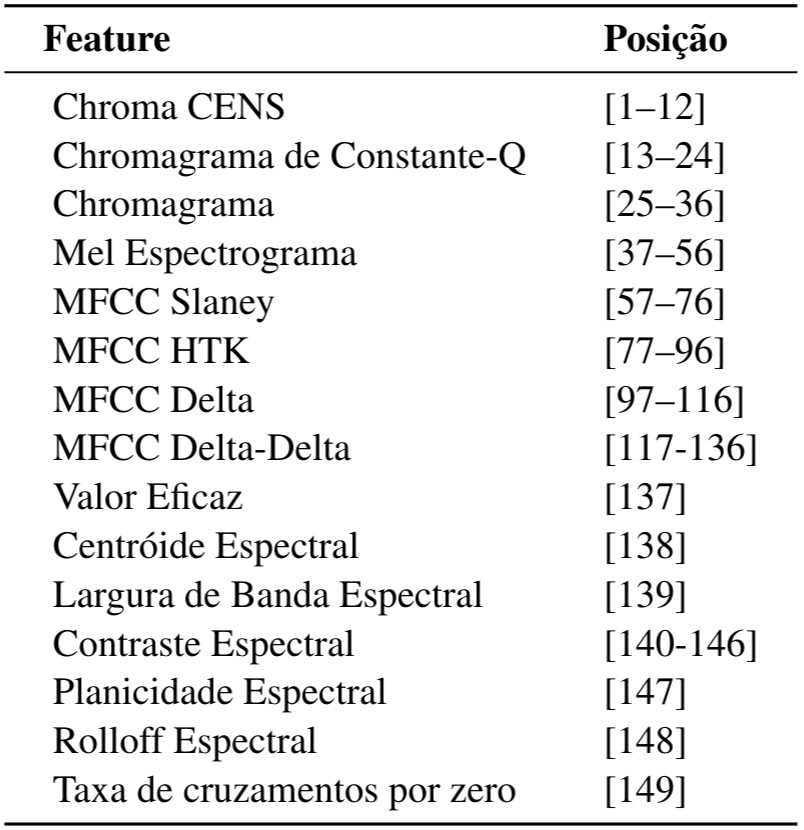 Feature Posição
Chroma CENS [1–12]
Chromagrama de Constante-Q [13–24]
Chromagrama [25–36]
Mel Espectrograma [37–56]
MFCC Slaney [57–76]
MFCC HTK [77–96]
MFCC Delta [97–116]
MFCC Delta-Delta [117-136]
Valor Eficaz [137]
Centróide Espectral [138]
Largura de Banda Espectral [139]
Contraste Espectral [140-146]
Planicidade Espectral [147]
Rolloff Espectral [148]
Taxa de cruzamentos por zero [149]